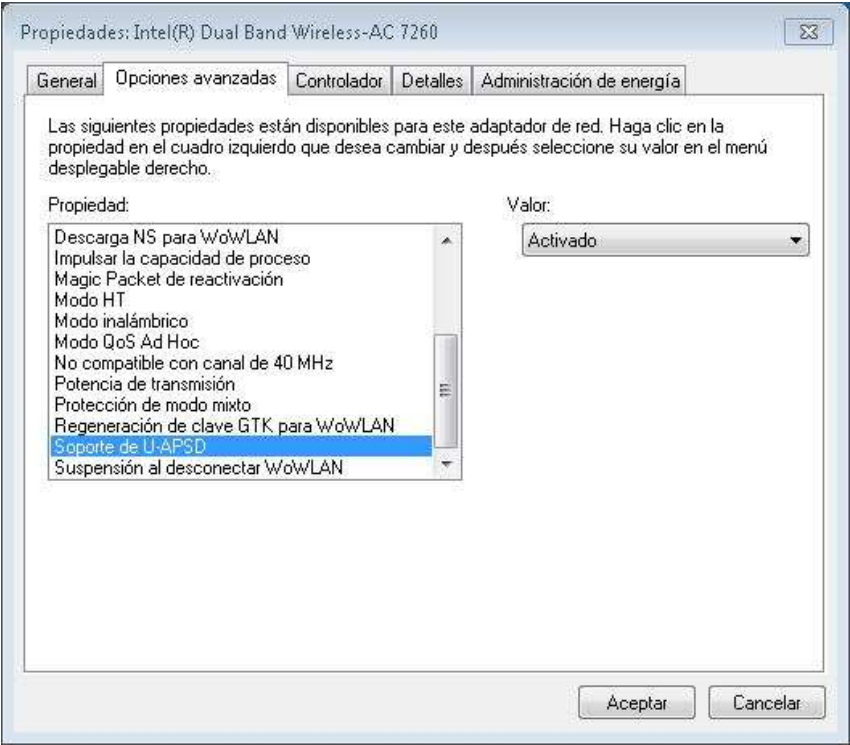 Propiedades: Intel(R) Dual Band Wireless-AC 7260
General
Opciones avanzadas
Controlador
Detalles
Administración de energía
Las siguientes propiedades están disponibles para este adaptador de red. Haga clic en la
propiedad en el cuadro izquierdo que desea cambiar y después seleccione su valor en el menú
desplegable derecho.
Propiedad:
Valor:
Descarga NS para WoWLAN
Activado
Impulsar la capacidad de proceso
Magic Packet de reactivación
Modo HT
Modo inalámbrico
Modo QoS Ad Hoc
No compatible con canal de 40 MHz
Potencia de transmisión
Protección de modo mixto
Regeneración de clave GTK para WoWLAN
Soporte de U-APSD
Suspensión al desconectar WoWLAN
Aceptar
Cancelar